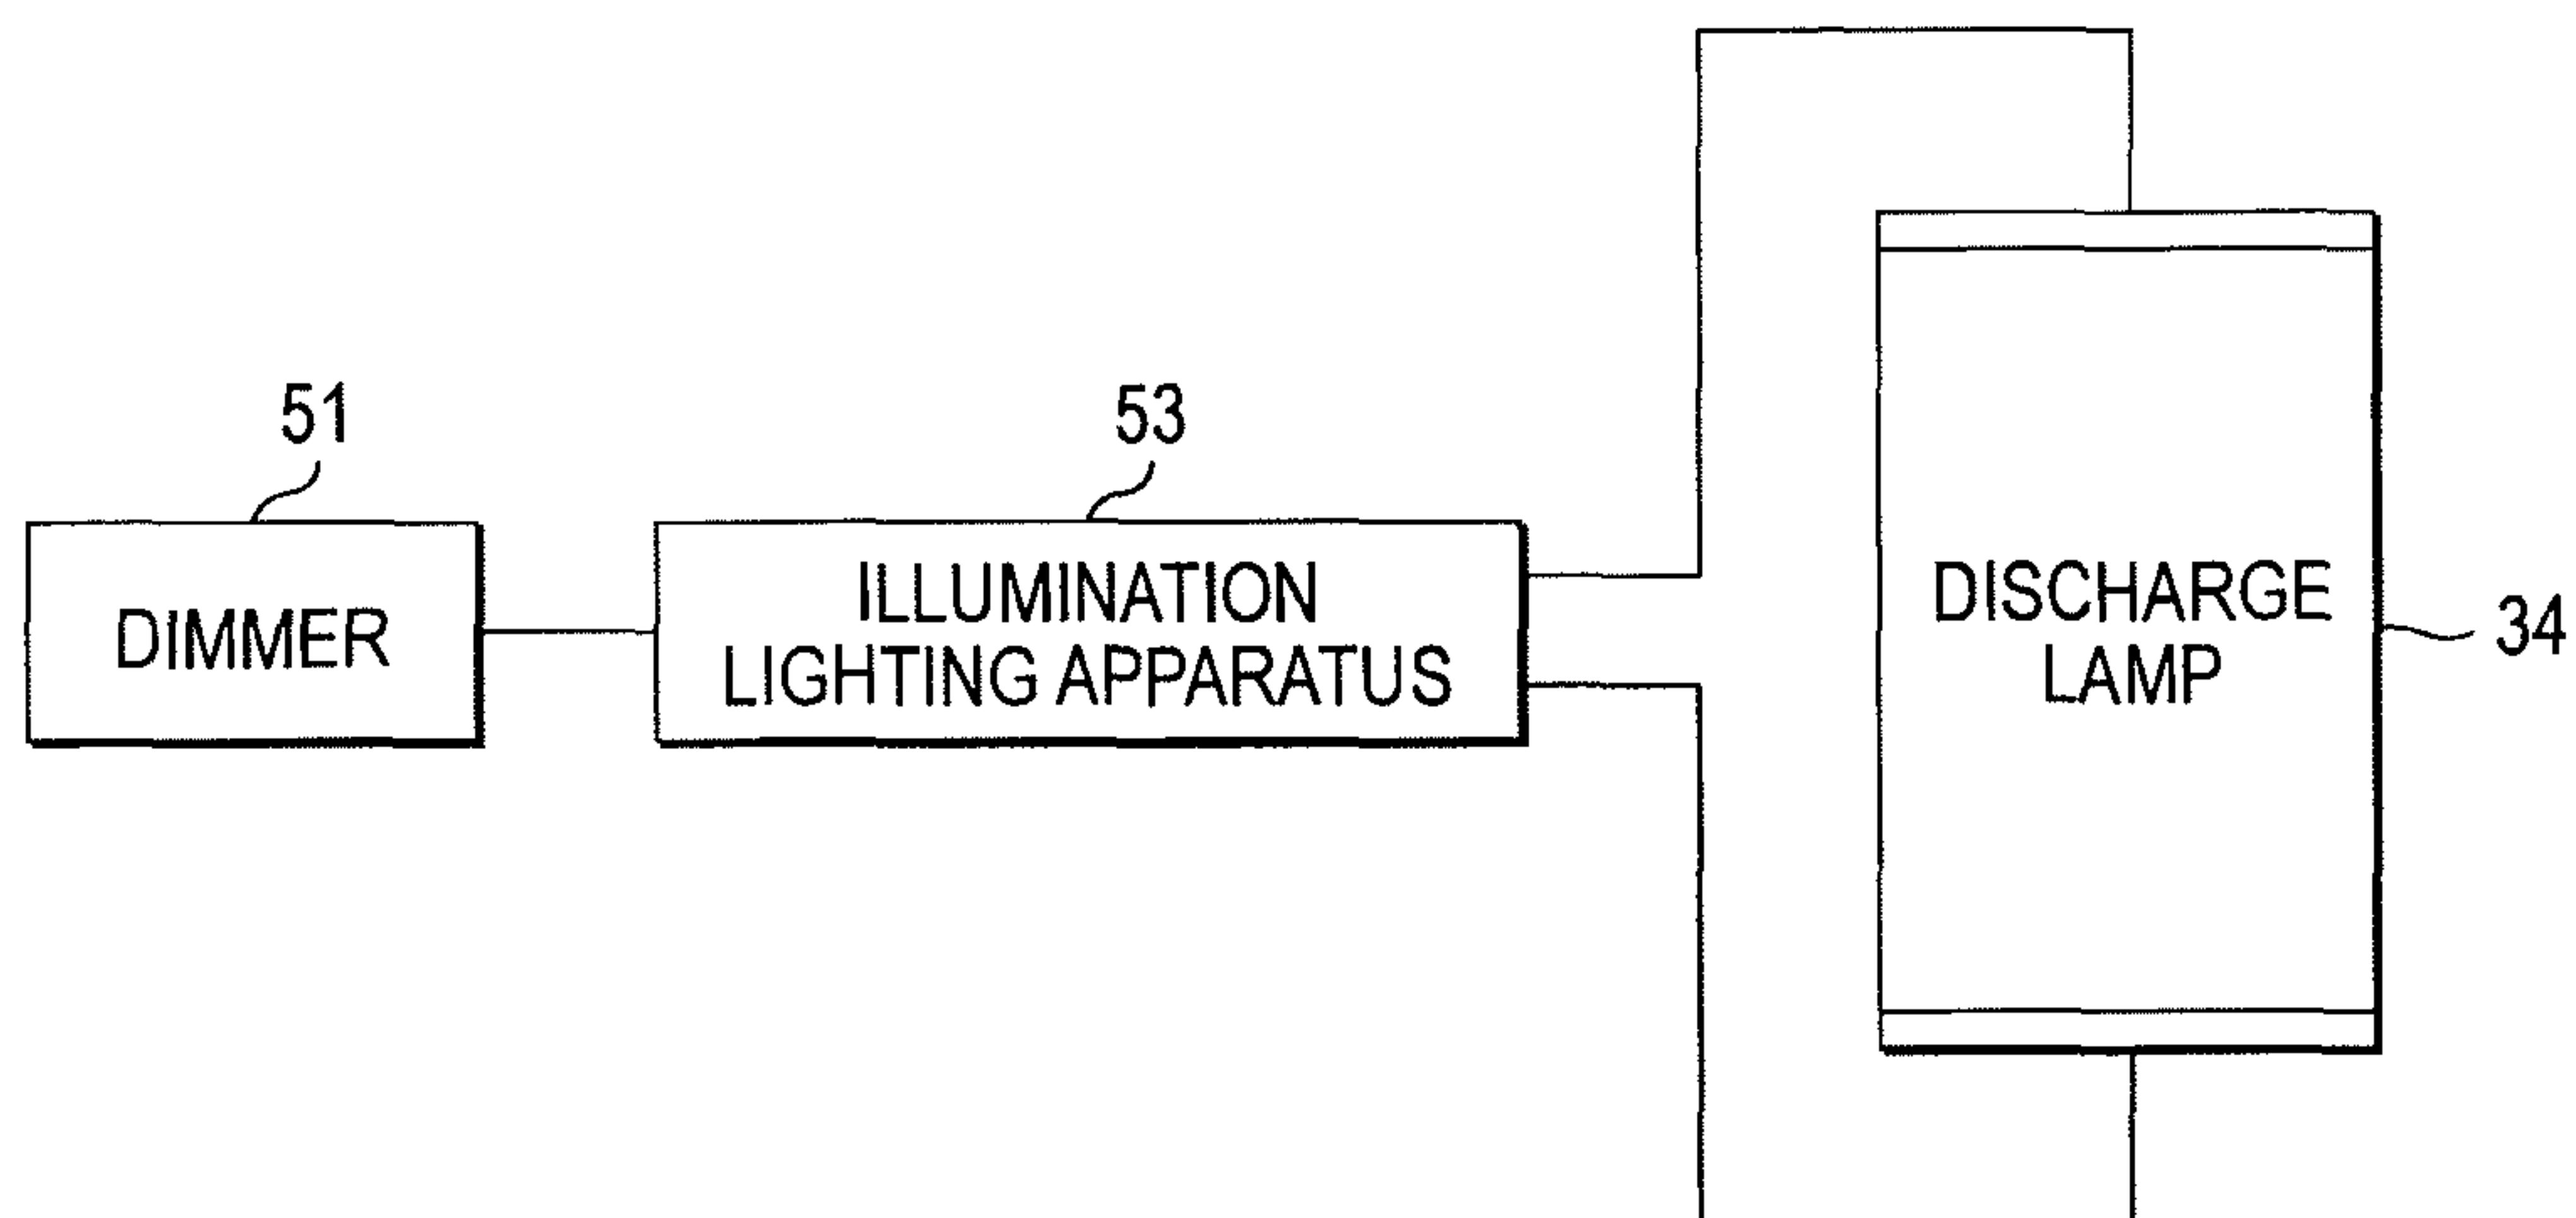 51
DIMMER
53
ILLUMINATION
LIGHTING APPARATUS
DISCHARGE
LAMP
34